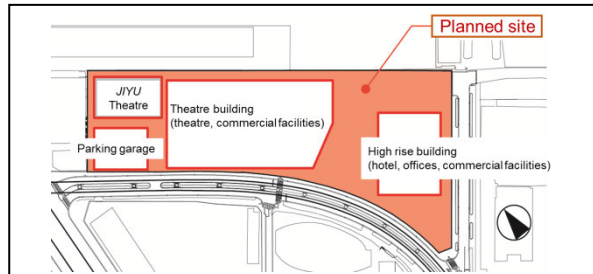 Planned site
JIYU
Theatre
Theatre building
(theatre, commercial facilities)
Parking garage
High rise building
(hotel, offices, commercial facilities)